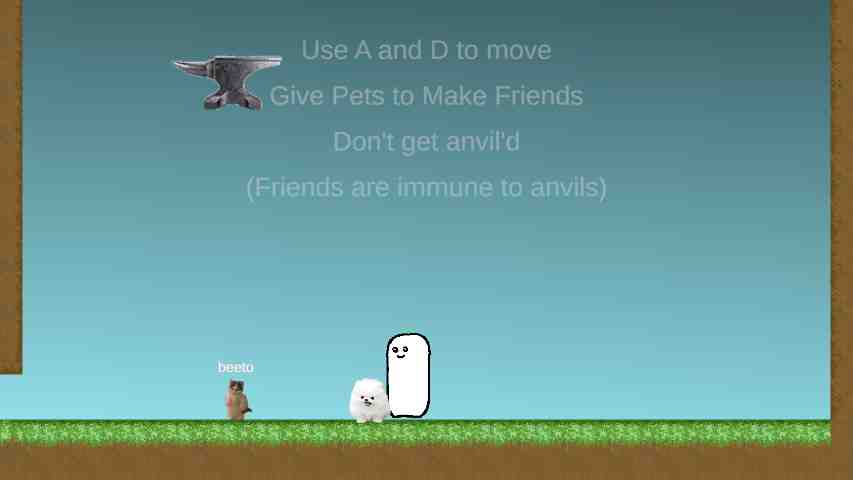 Use A and D to move
Give Pets to Make Friends
Don't get anvil'd
(Friends are immune to anvils)
beeto